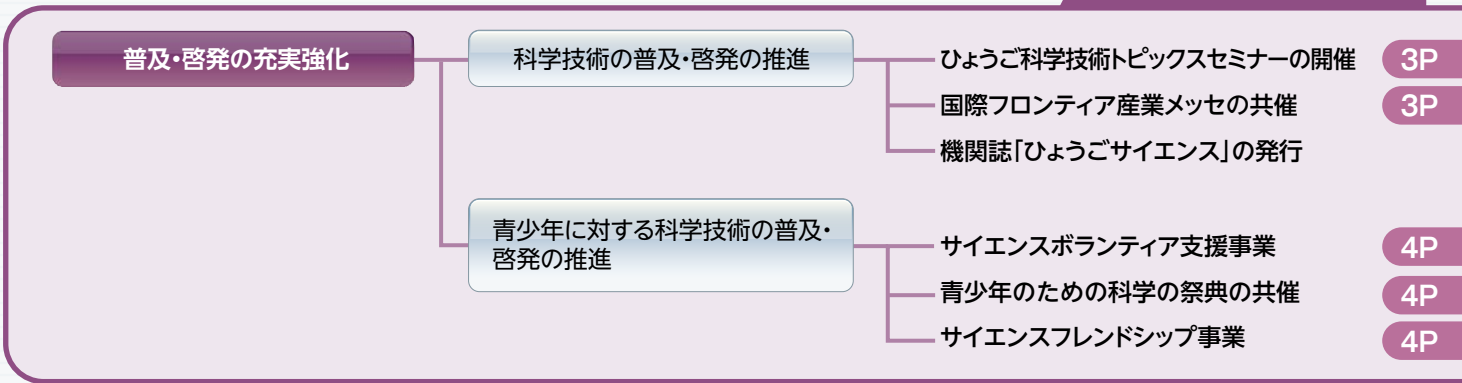 普及・啓発の充実強化
科学技術の普及・啓発の推進
ひょうご科学技術トピックスセミナーの開催 3P
国際フロンティア産業メッセの共催 3P
機関誌「ひょうごサイエンス」の発行
青少年に対する科学技術の普及・
啓発の推進
サイエンスボランティア支援事業 4P
青少年のための科学の祭典の共催 4P
サイエンスフレンドシップ事業 4P